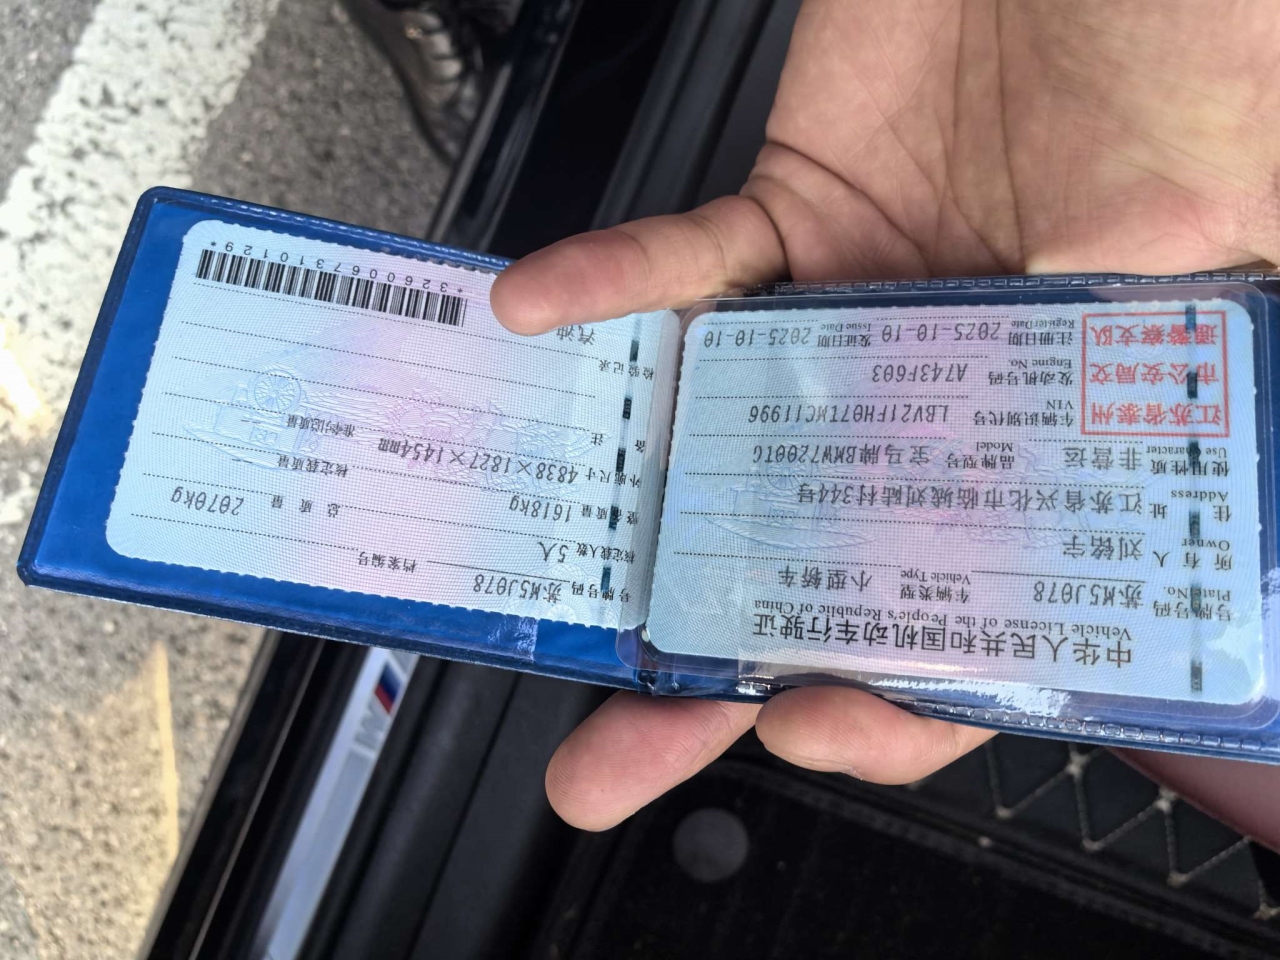 中华人民共和国机动车行驶证
Vehicle License of the People's Republic of China
号牌号码 Plate No. 苏M5J078 车辆类型 Vehicle Type 小型轿车
所有人 Owner 刘铭宇
住址 Address 江苏省兴化市临城刘陆村344号
使用性质 Use Character 非营运 品牌型号 Model 宝马牌BMW7200TG
江苏省泰州
市公安局交
通警察支队
车辆识别代号 VIN LBV21FH07TMC11996
发动机号码 Engine No. A743F603
注册日期 Register Date 2025-10-10 发证日期 Issue Date 2025-10-10
号牌号码 苏M5J078 档案编号
核定载人数 5人 总质量 2070kg
整备质量 1618kg 核定载质量
外廓尺寸 4838×1827×1454mm 准牵引总质量
备注
检验记录
汽油
*3260067310129*
M